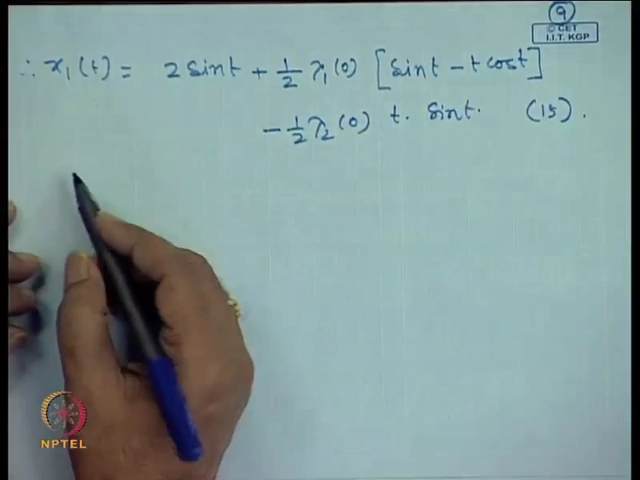 9
© CET
I.I.T. KGP
∴ x₁(t) = 2 sint + ½ λ₁(0) [sint − t cost]
− ½ λ₂(0) t. sint. (15).
NPTEL